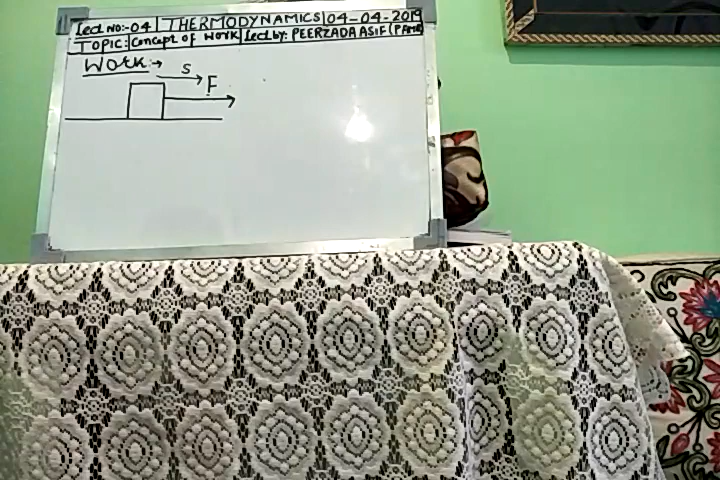 Lect No:-04 | THERMODYNAMICS | 04-04-2019
TOPIC: Concept of WORK | Lect by: PEERZADA ASIF
Work:→
S
F